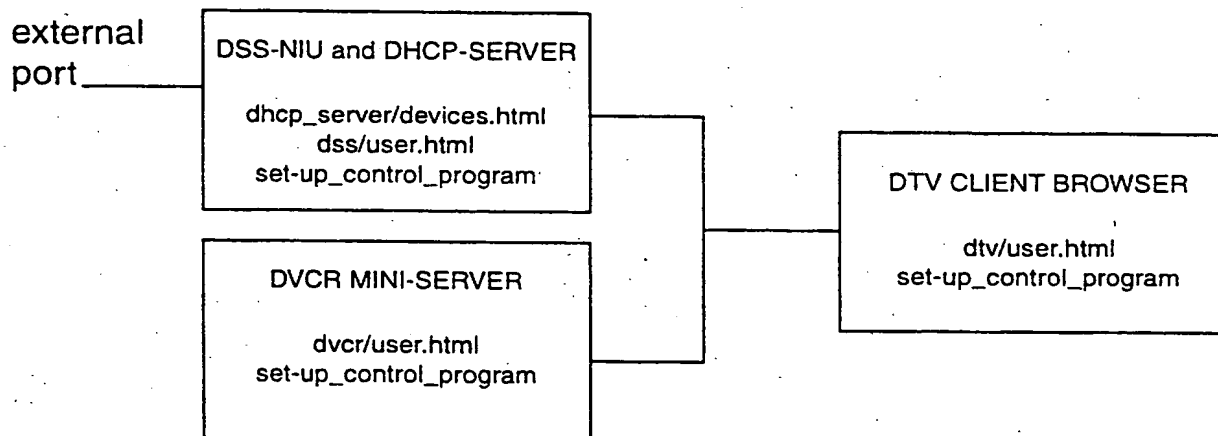 external
port
DSS-NIU and DHCP-SERVER
dhcp_server/devices.html
dss/user.html
set-up_control_program
DVCR MINI-SERVER
dvcr/user.html
set-up_control_program
DTV CLIENT BROWSER
dtv/user.html
set-up_control_program